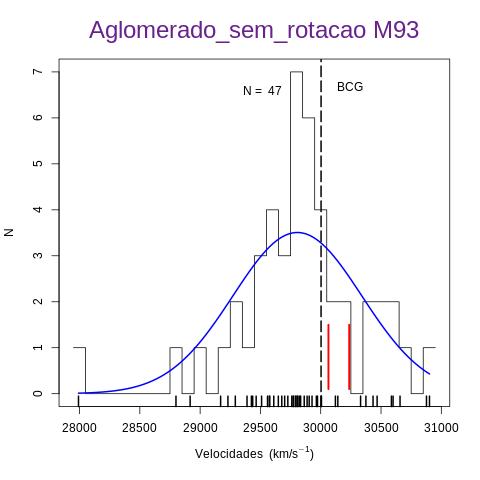 Aglomerado_sem_rotacao M93
N = 47
BCG
7
6
5
4
3
2
1
0
N
28000 28500 29000 29500 30000 30500 31000
Velocidades (km/s⁻¹)